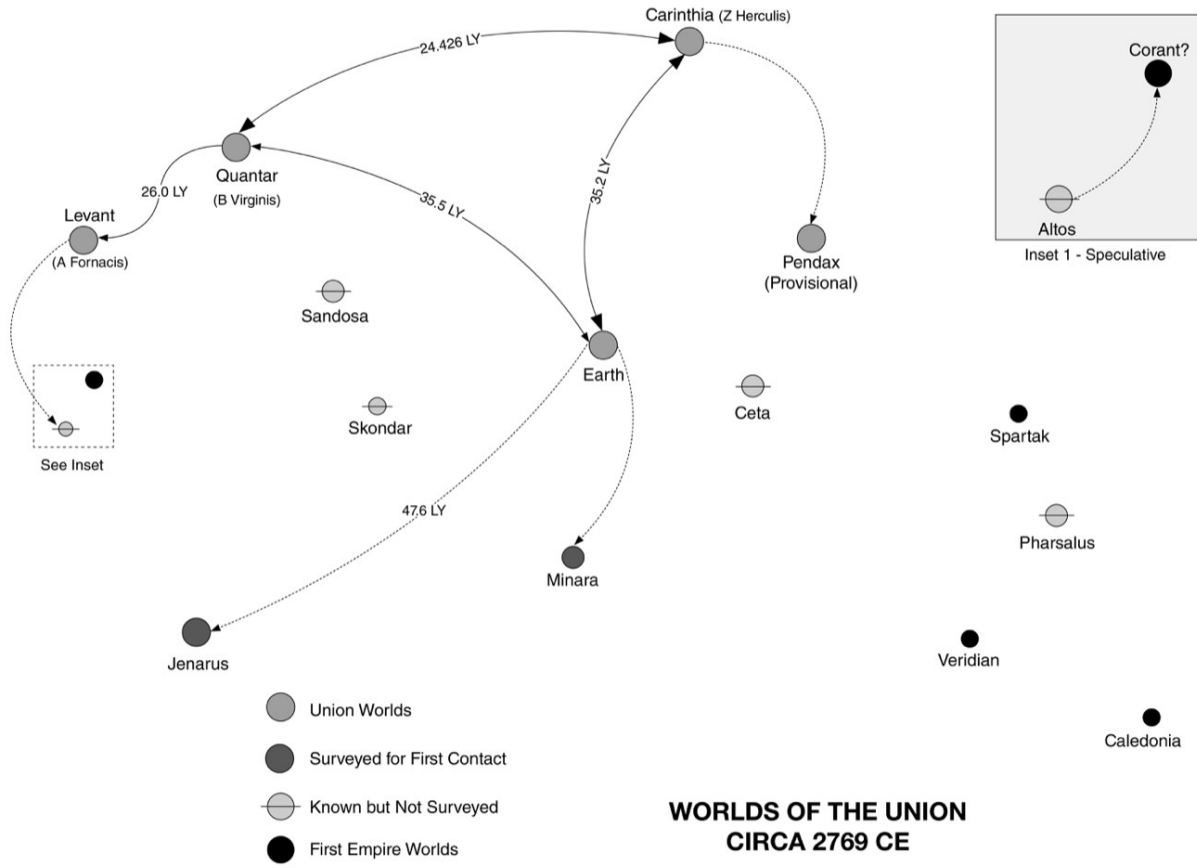 Carinthia (Z Herculis)
24.426 LY
Corant?
Quantar
(B Virginis)
26.0 LY
35.5 LY
35.2 LY
Levant
(A Fornacis)
Altos
Inset 1 - Speculative
Pendax
(Provisional)
Sandosa
Earth
Skondar
Ceta
Spartak
See Inset
47.6 LY
Pharsalus
Minara
Jenarus
Veridian
Caledonia
Union Worlds
Surveyed for First Contact
Known but Not Surveyed
First Empire Worlds
WORLDS OF THE UNION
CIRCA 2769 CE